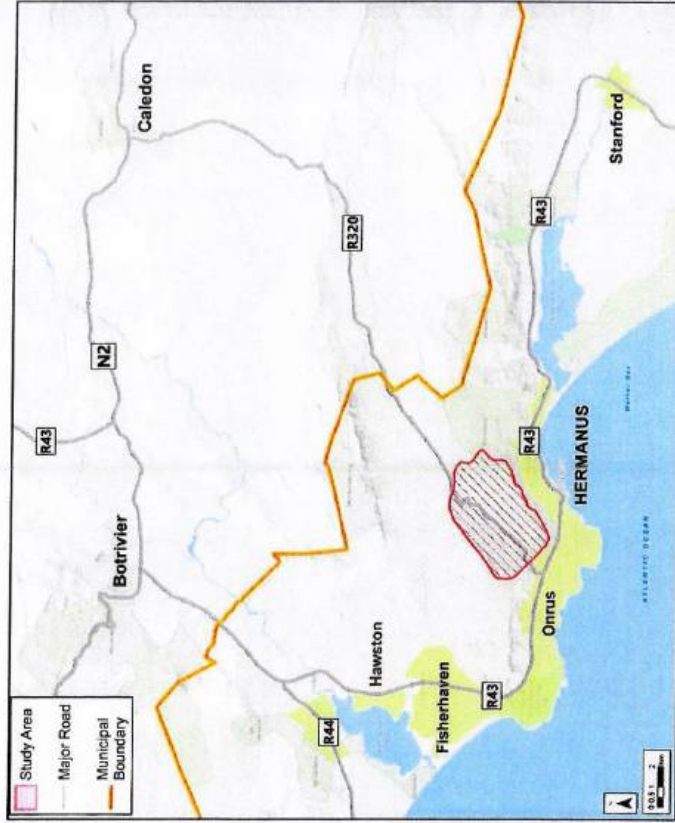 Study Area
Major Road
Municipal
Boundary
R43
N2
Caledon
Botrivier
R320
R44
Hawston
Fisherhaven
R43
Onrus
R43
HERMANUS
R43
Stanford
ATLANTIC OCEAN